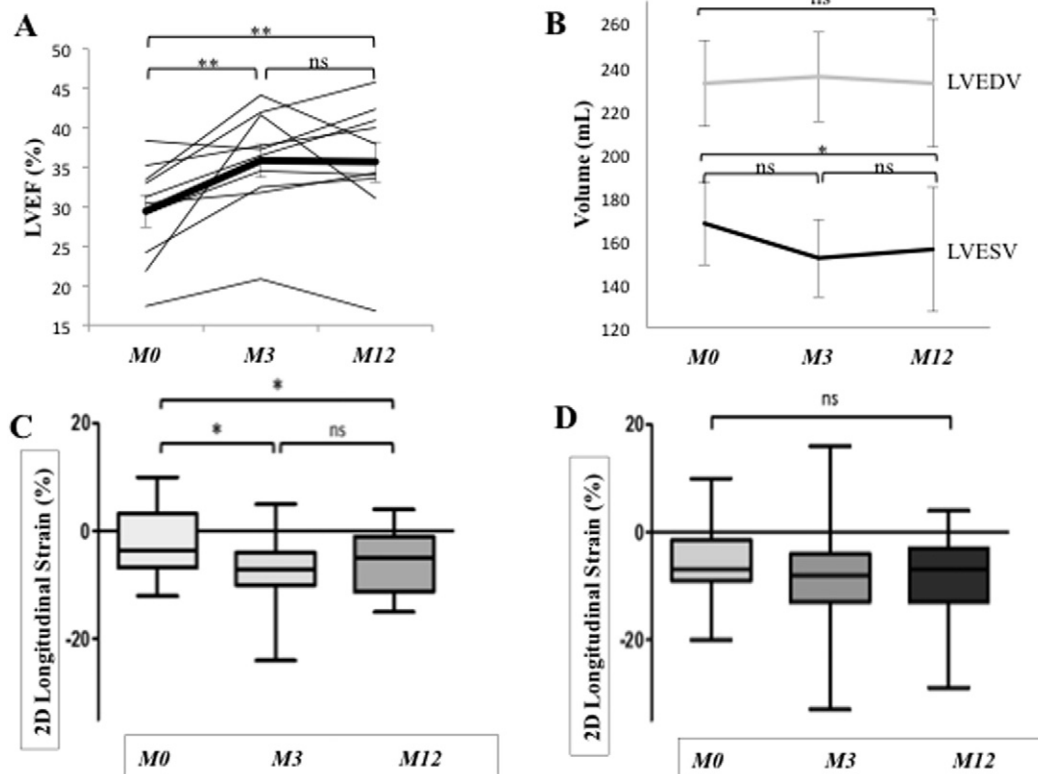 A
LVEF (%)
50
45
40
35
30
25
20
15
**
**
ns
M0
M3
M12
B
Volume (mL)
260
240
220
200
180
160
140
120
ns
LVEDV
*
ns
ns
LVESV
M0
M3
M12
C
2D Longitudinal Strain (%)
20
0
-20
*
*
ns
M0
M3
M12
D
2D Longitudinal Strain (%)
20
0
-20
ns
M0
M3
M12